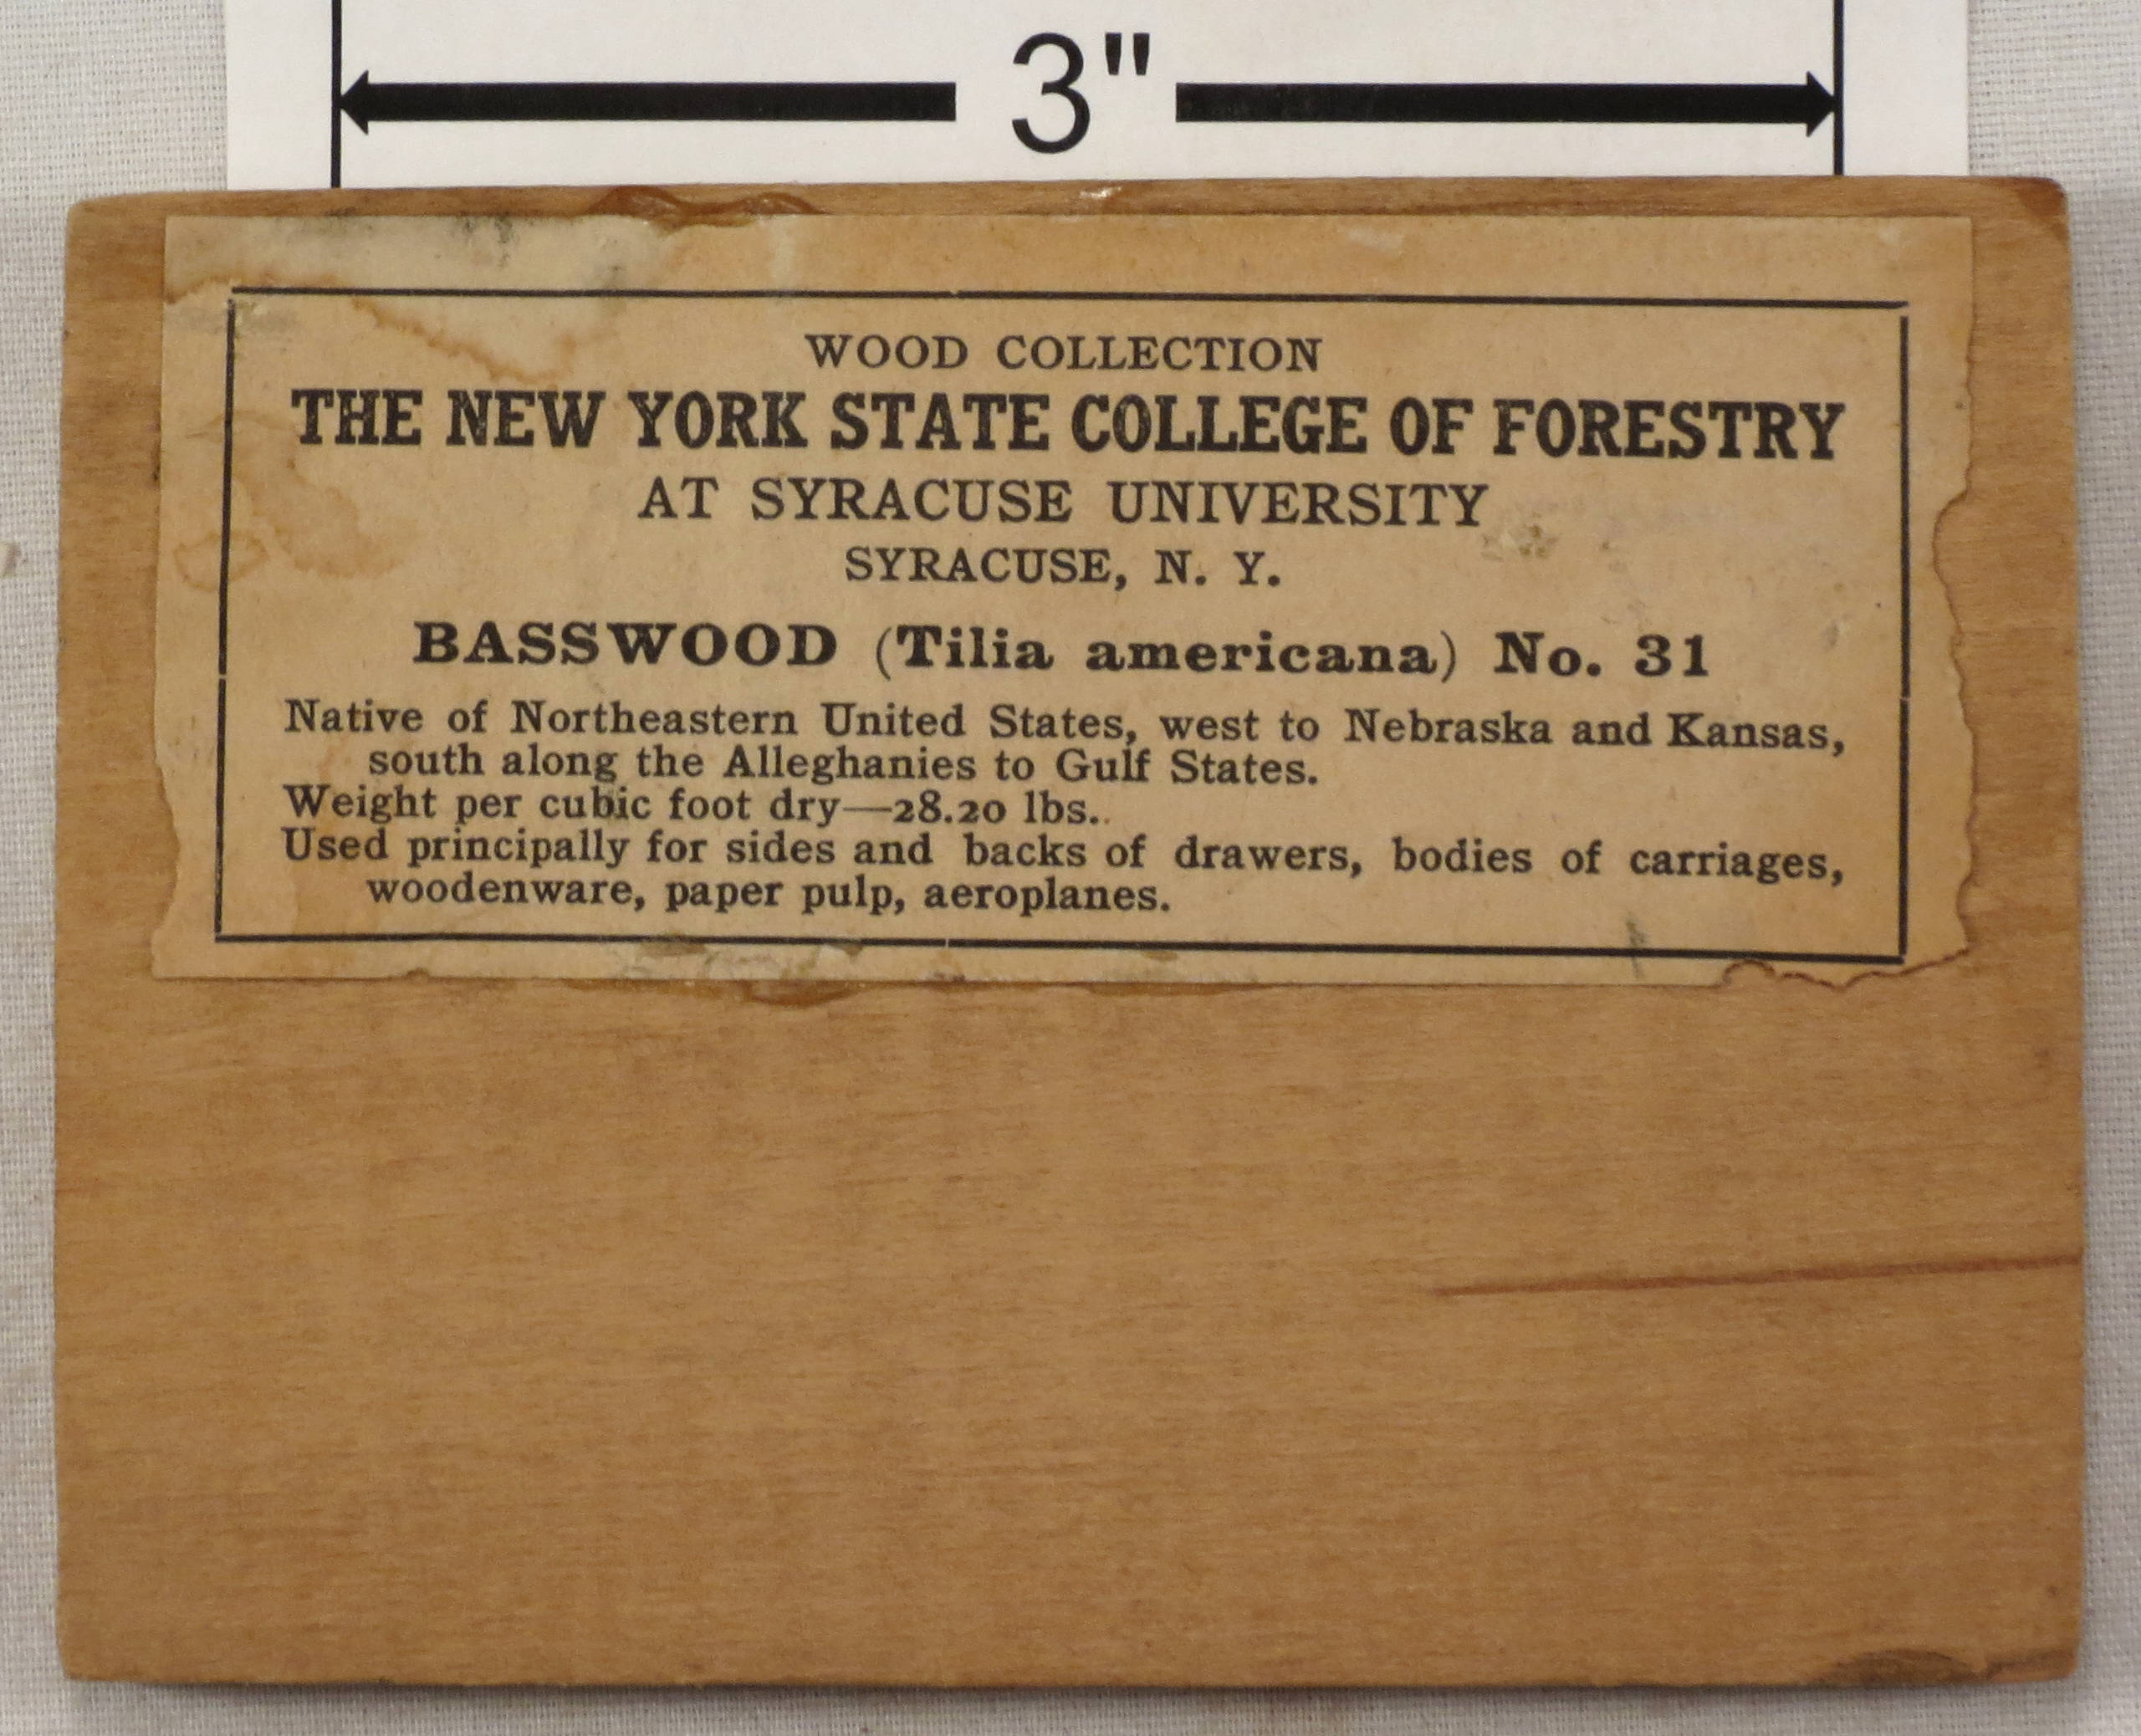 3"
WOOD COLLECTION
THE NEW YORK STATE COLLEGE OF FORESTRY
AT SYRACUSE UNIVERSITY
SYRACUSE, N. Y.
BASSWOOD (Tilia americana) No. 31
Native of Northeastern United States, west to Nebraska and Kansas,
south along the Alleghanies to Gulf States.
Weight per cubic foot dry—28.20 lbs.
Used principally for sides and backs of drawers, bodies of carriages,
woodenware, paper pulp, aeroplanes.